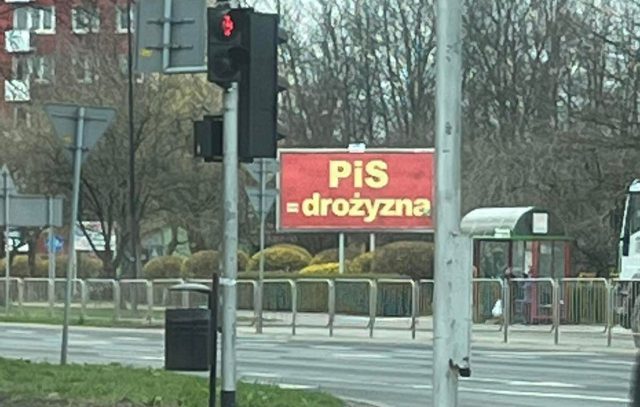 PiS
= drożyzna